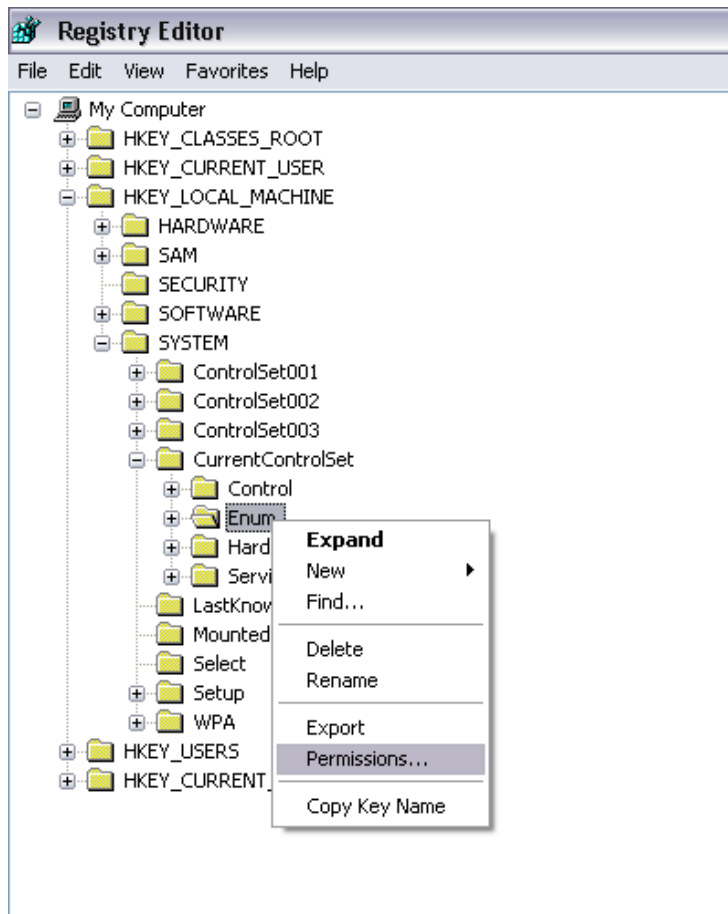 Registry Editor
File Edit View Favorites Help
My Computer
HKEY_CLASSES_ROOT
HKEY_CURRENT_USER
HKEY_LOCAL_MACHINE
HARDWARE
SAM
SECURITY
SOFTWARE
SYSTEM
ControlSet001
ControlSet002
ControlSet003
CurrentControlSet
Control
Enum
Hard
Servi
LastKnow
Mounted
Select
Setup
WPA
HKEY_USERS
HKEY_CURRENT_
Expand
New
Find...
Delete
Rename
Export
Permissions...
Copy Key Name